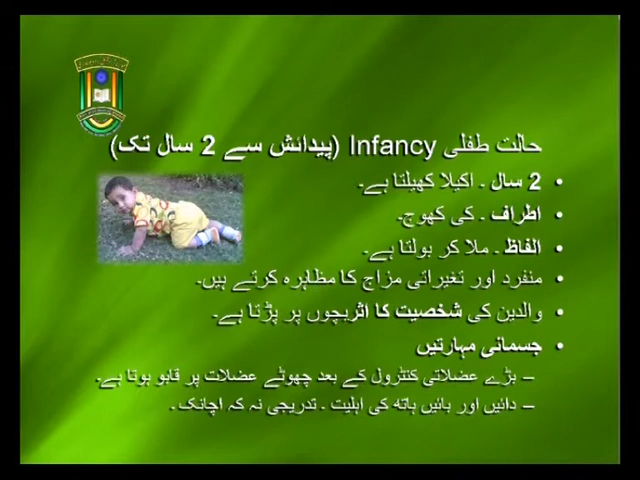 حالت طفلی Infancy (پیدائش سے 2 سال تک)
• 2 سال ۔ اکیلا کھیلتا ہے۔
• اطراف ۔ کی کھوج۔
• الفاظ ۔ ملا کر بولتا ہے۔
• منفرد اور تغیراتی مزاج کا مظاہرہ کرتے ہیں۔
• والدین کی شخصیت کا اثربچوں پر پڑتا ہے۔
• جسمانی مہارتیں
– بڑے عضلاتی کنٹرول کے بعد چھوٹے عضلات پر قابو ہوتا ہے۔
– دائیں اور بائیں ہاتھ کی اہلیت ۔ تدریجی نہ کہ اچانک ۔